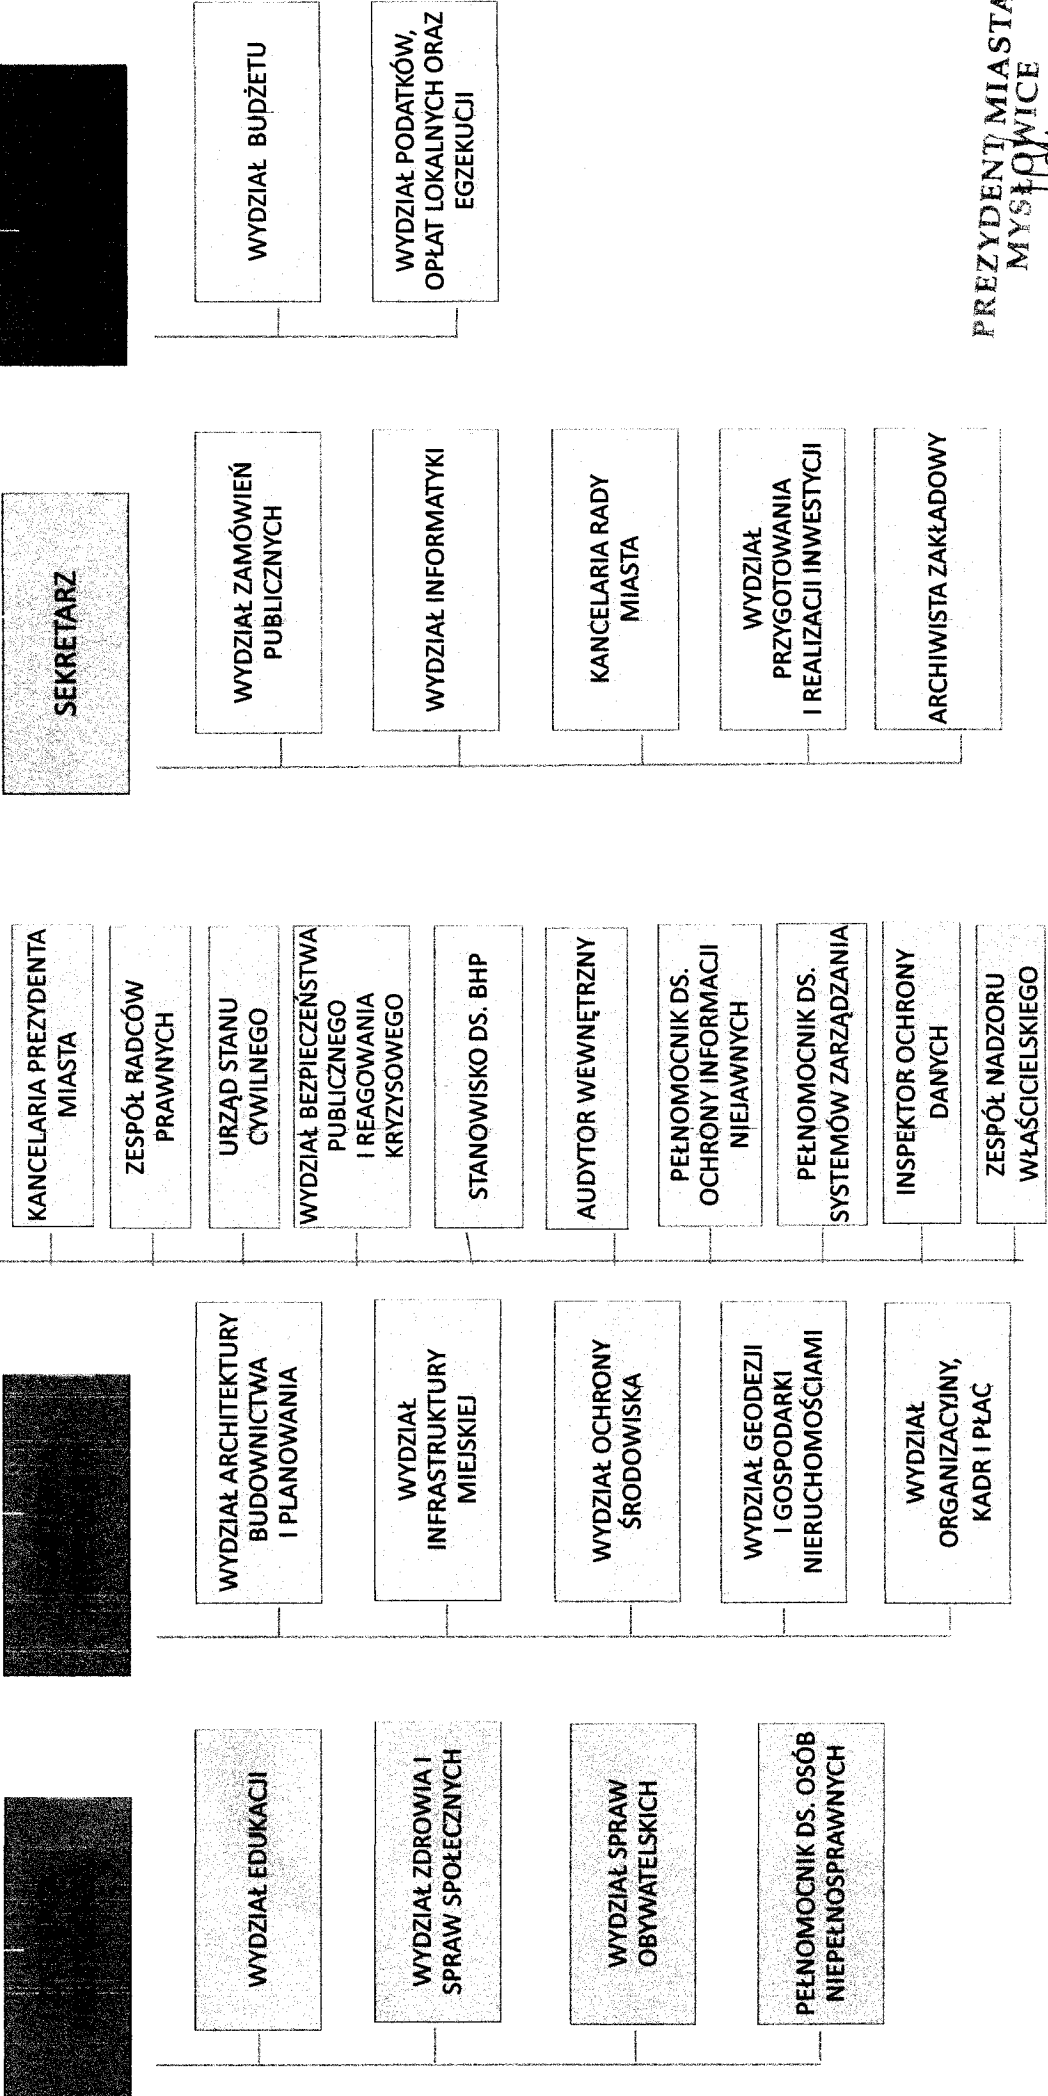 WYDZIAŁ EDUKACJI
WYDZIAŁ ZDROWIA I
SPRAW SPOŁECZNYCH
WYDZIAŁ SPRAW
OBYWATELSKICH
PEŁNOMOCNIK DS. OSÓB
NIEPEŁNOSPRAWNYCH
WYDZIAŁ ARCHITEKTURY
BUDOWNICTWA
I PLANOWANIA
WYDZIAŁ
INFRASTRUKTURY
MIEJSKIEJ
WYDZIAŁ OCHRONY
ŚRODOWISKA
WYDZIAŁ GEODEZJI
I GOSPODARKI
NIERUCHOMOŚCIAMI
WYDZIAŁ
ORGANIZACYJNY,
KADR I PŁAC
KANCELARIA PREZYDENTA
MIASTA
ZESPÓŁ RADCÓW
PRAWNYCH
URZĄD STANU
CYWILNEGO
WYDZIAŁ BEZPIECZEŃSTWA
PUBLICZNEGO
I REAGOWANIA
KRYZYSOWEGO
STANOWISKO DS. BHP
AUDYTOR WEWNĘTRZNY
PEŁNOMOCNIK DS.
OCHRONY INFORMACJI
NIEJAWNYCH
PEŁNOMOCNIK DS.
SYSTEMÓW ZARZĄDZANIA
INSPEKTOR OCHRONY
DANYCH
ZESPÓŁ NADZORU
WŁAŚCICIELSKIEGO
SEKRETARZ
WYDZIAŁ ZAMÓWIEŃ
PUBLICZNYCH
WYDZIAŁ INFORMATYKI
KANCELARIA RADY
MIASTA
WYDZIAŁ
PRZYGOTOWANIA
I REALIZACJI INWESTYCJI
ARCHIWISTA ZAKŁADOWY
WYDZIAŁ BUDŻETU
WYDZIAŁ PODATKÓW,
OPŁAT LOKALNYCH ORAZ
EGZEKUCJI
PREZYDENT MIASTA
MYSŁOWICE